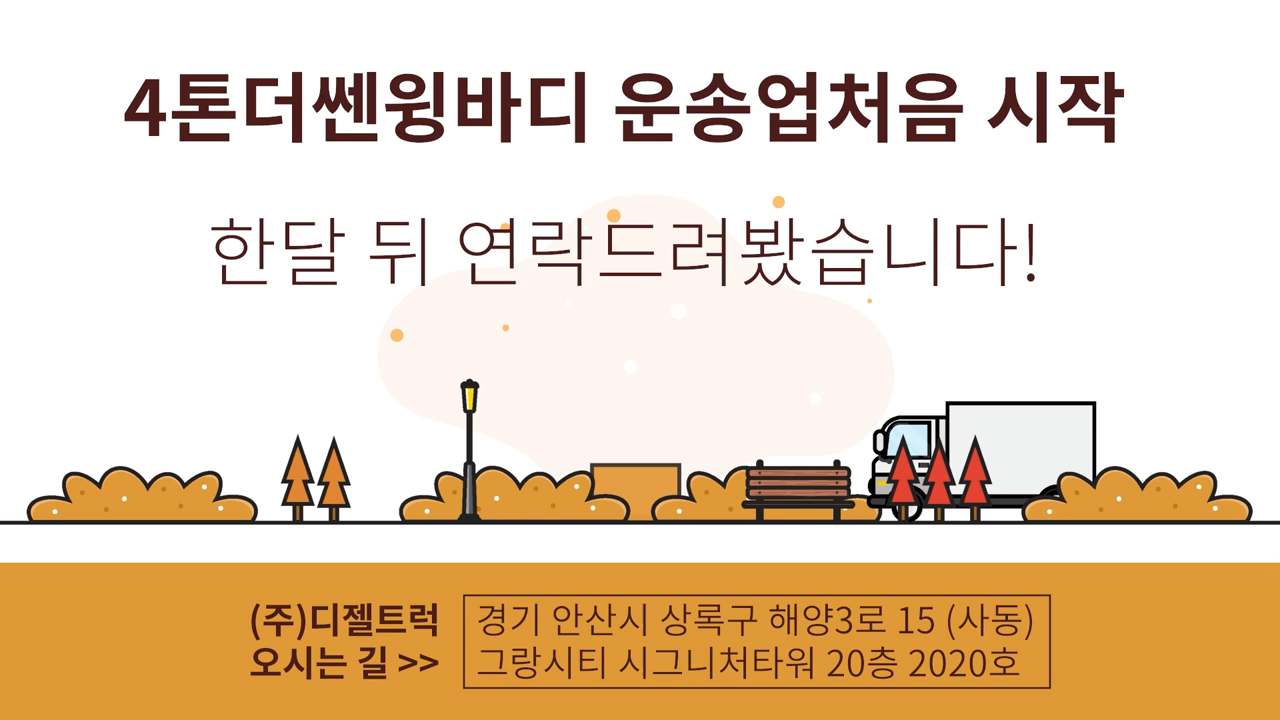 4톤더쎈윙바디 운송업처음 시작
한달 뒤 연락드려봤습니다!
(주)디젤트럭
오시는 길 >>
경기 안산시 상록구 해양3로 15 (사동)
그랑시티 시그니처타워 20층 2020호